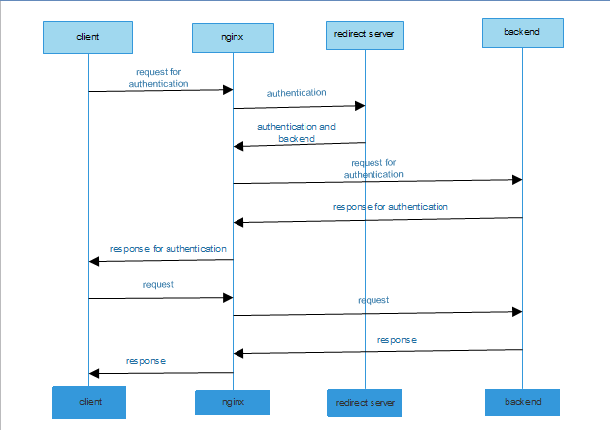 client
nginx
redirect server
backend
request for
authentication
authentication
authentication and
backend
request for
authentication
response for authentication
response for authentication
request
request
response
response
client
nginx
redirect server
backend